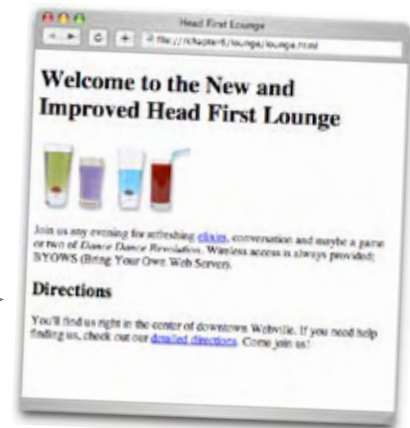 Head First Lounge
file:///chapter6/lounge/lounge.html
Welcome to the New and
Improved Head First Lounge
Join us any evening for refreshing elixirs, conversation and maybe a game
or two of Dance Dance Revolution. Wireless access is always provided;
BYOWS (Bring Your Own Web Server).
Directions
You'll find us right in the center of downtown Webville. If you need help
finding us, check out our detailed directions. Come join us!